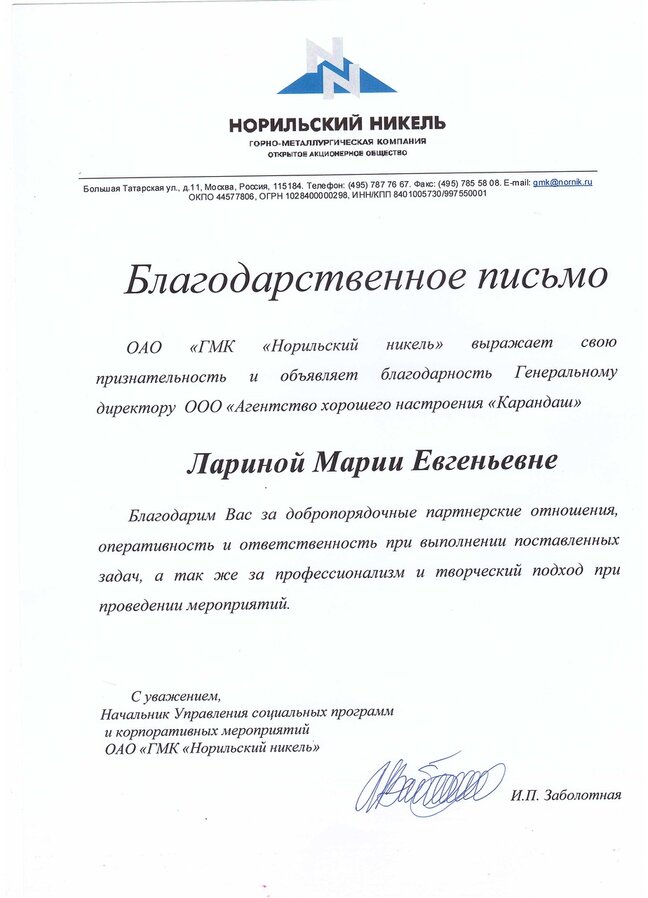 NN
НОРИЛЬСКИЙ НИКЕЛЬ
ГОРНО-МЕТАЛЛУРГИЧЕСКАЯ КОМПАНИЯ
ОТКРЫТОЕ АКЦИОНЕРНОЕ ОБЩЕСТВО
Большая Татарская ул., д.11, Москва, Россия, 115184. Телефон: (495) 787 76 67. Факс: (495) 785 58 08. E-mail: gmk@nornik.ru
ОКПО 44577806, ОГРН 1028400000298, ИНН/КПП 8401005730/997550001
Благодарственное письмо
ОАО «ГМК «Норильский никель» выражает свою
признательность и объявляет благодарность Генеральному
директору ООО «Агентство хорошего настроения «Карандаш»
Лариной Марии Евгеньевне
Благодарим Вас за добропорядочные партнерские отношения,
оперативность и ответственность при выполнении поставленных
задач, а так же за профессионализм и творческий подход при
проведении мероприятий.
С уважением,
Начальник Управления социальных программ
и корпоративных мероприятий
ОАО «ГМК «Норильский никель»
И.П. Заболотная